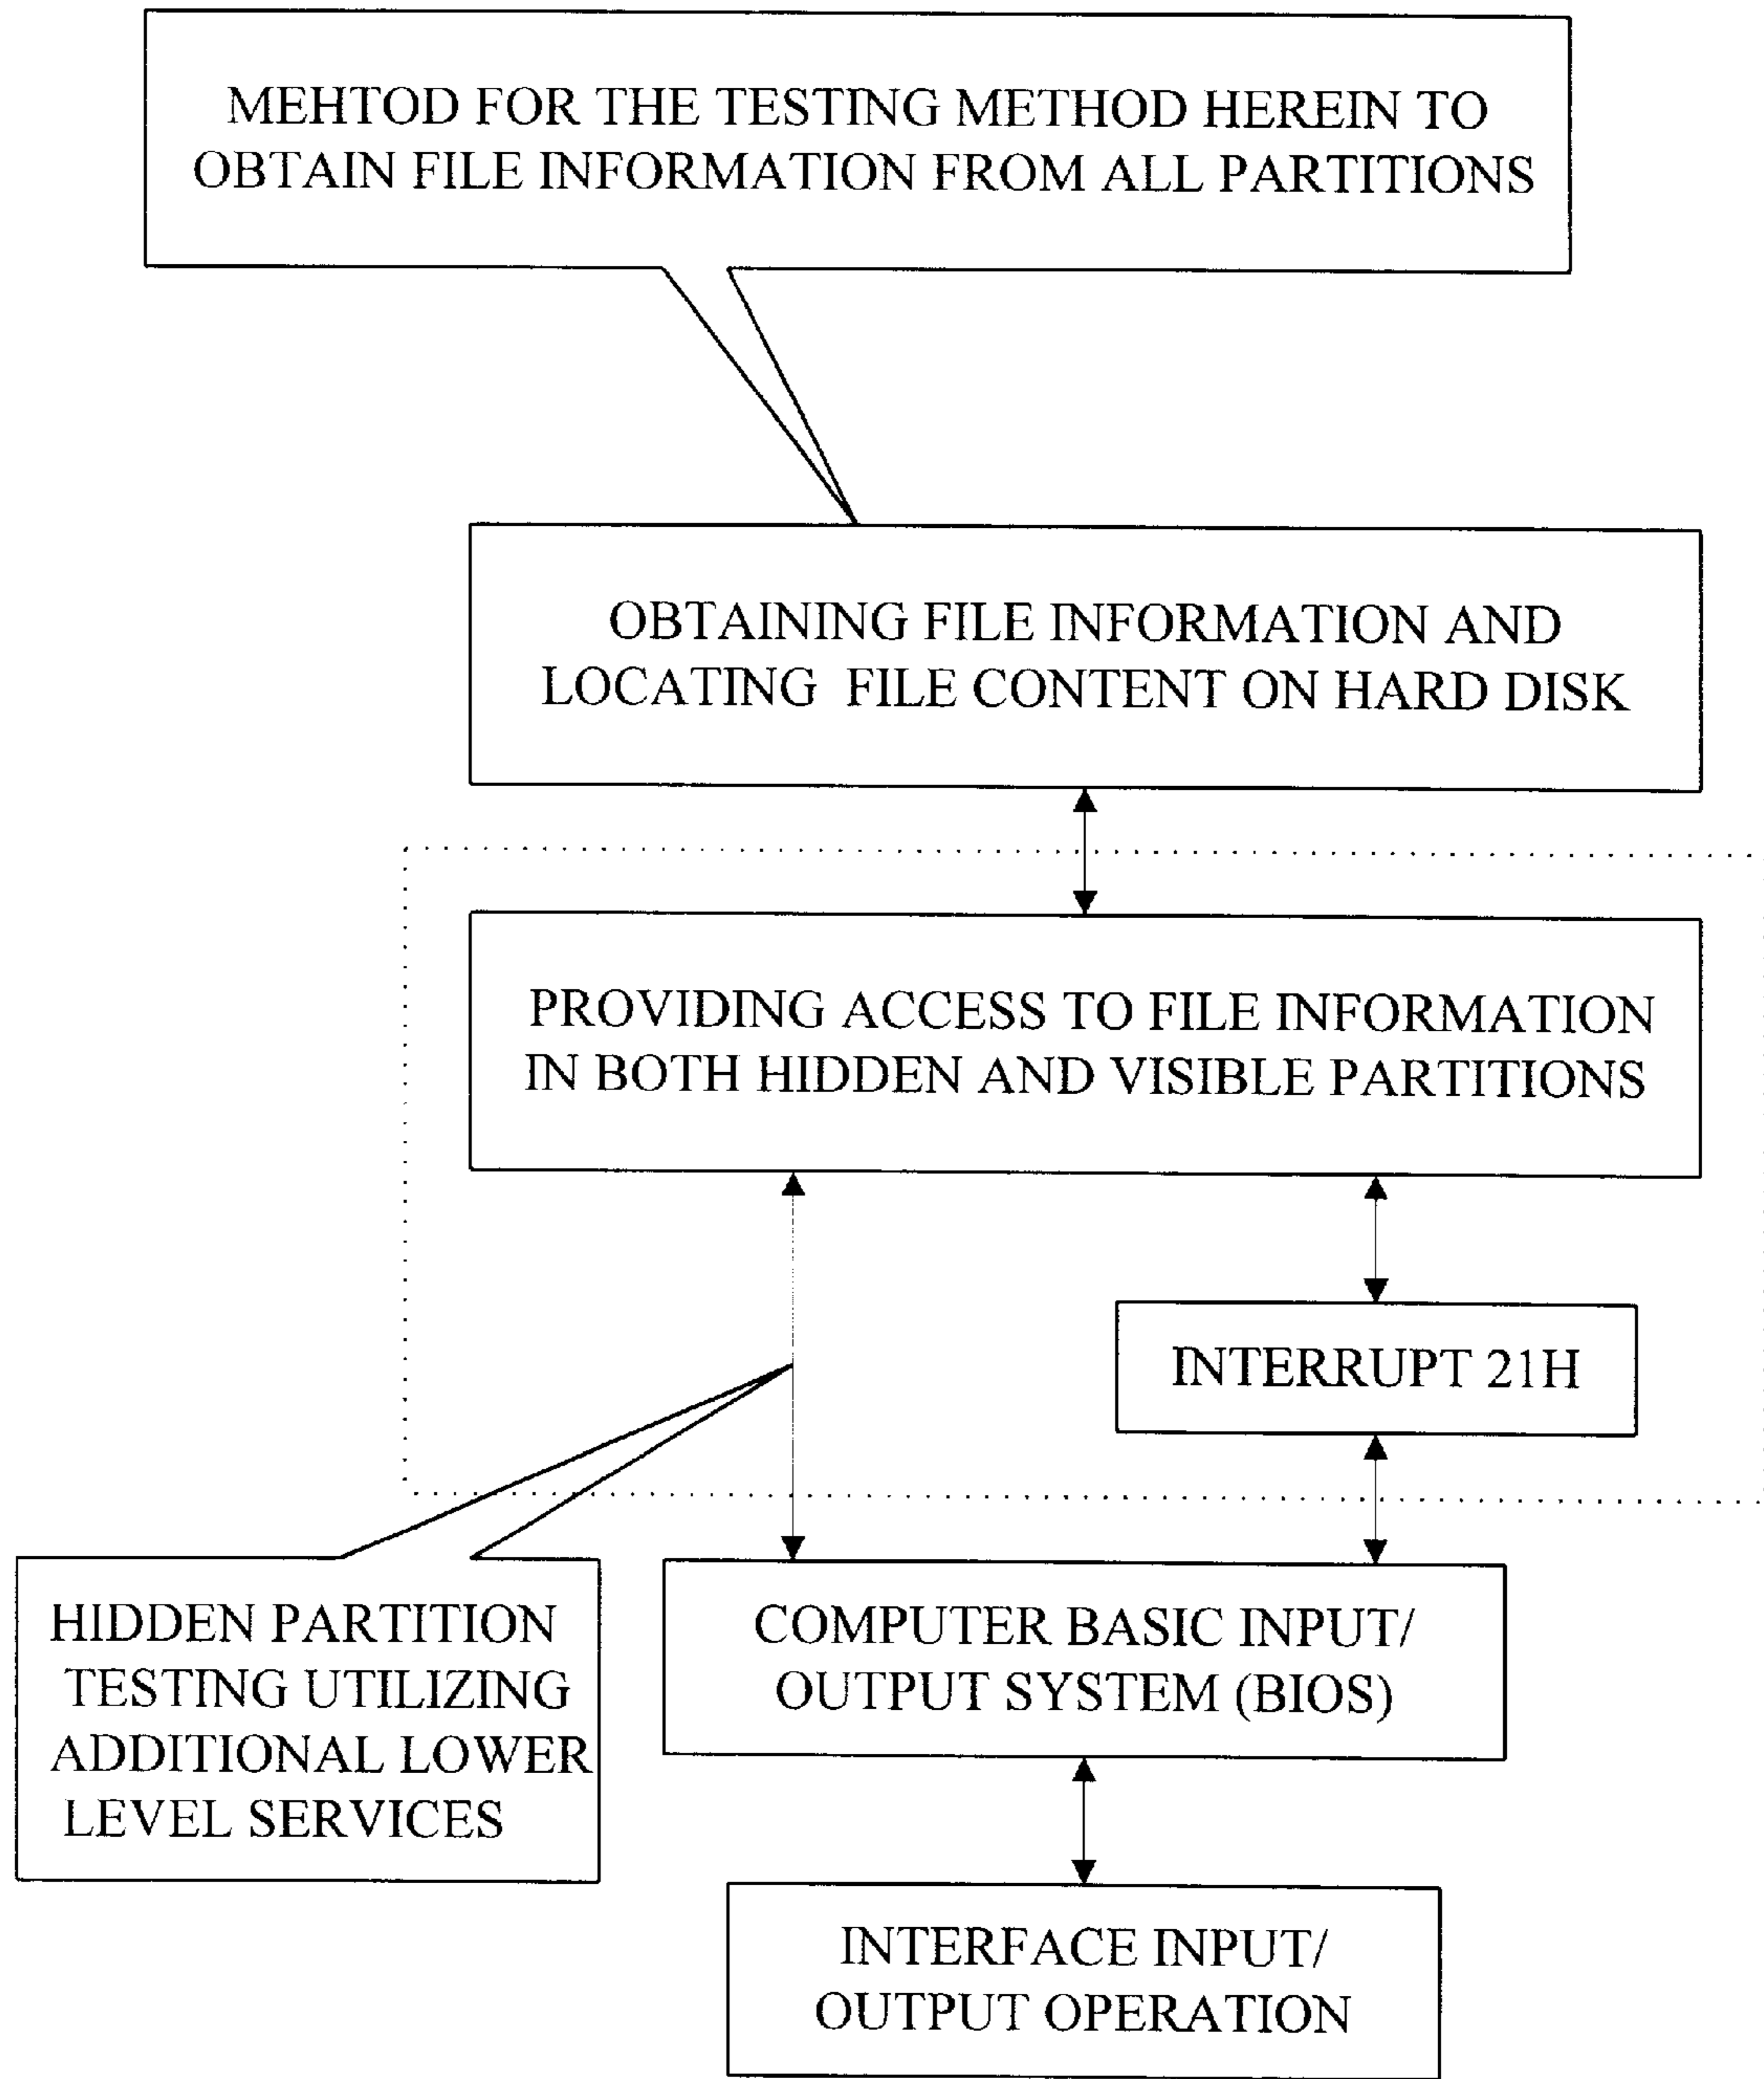 MEHTOD FOR THE TESTING METHOD HEREIN TO
OBTAIN FILE INFORMATION FROM ALL PARTITIONS
OBTAINING FILE INFORMATION AND
LOCATING FILE CONTENT ON HARD DISK
PROVIDING ACCESS TO FILE INFORMATION
IN BOTH HIDDEN AND VISIBLE PARTITIONS
INTERRUPT 21H
HIDDEN PARTITION
TESTING UTILIZING
ADDITIONAL LOWER
LEVEL SERVICES
COMPUTER BASIC INPUT/
OUTPUT SYSTEM (BIOS)
INTERFACE INPUT/
OUTPUT OPERATION